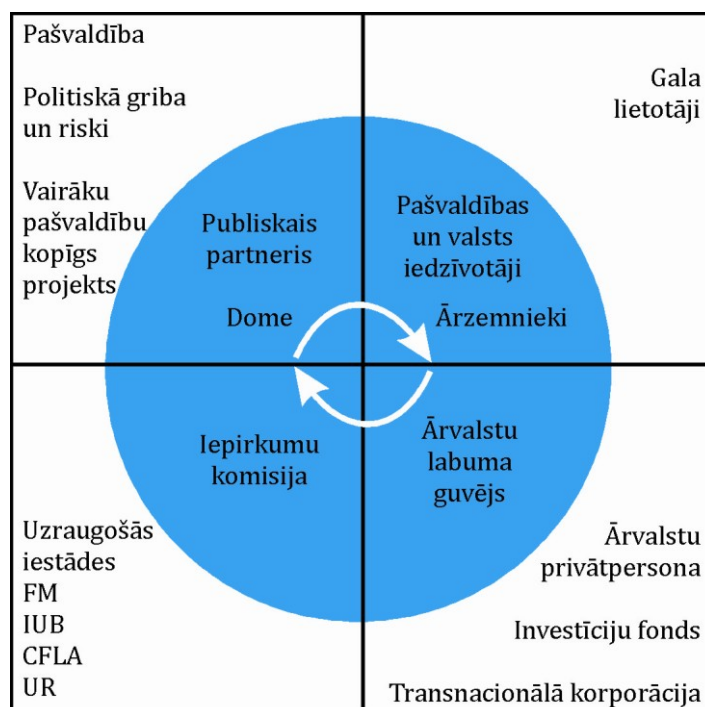 Pašvaldība
Politiskā griba
un riski
Vairāku
pašvaldību
kopīgs
projekts
Publiskais
partneris
Dome
Gala
lietotāji
Pašvaldības
un valsts
iedzīvotāji
Ārzemnieki
Iepirkumu
komisija
Uzraugošās
iestādes
FM
IUB
CFLA
UR
Ārvalstu
labuma
guvējs
Ārvalstu
privātpersona
Investīciju fonds
Transnacionālā korporācija